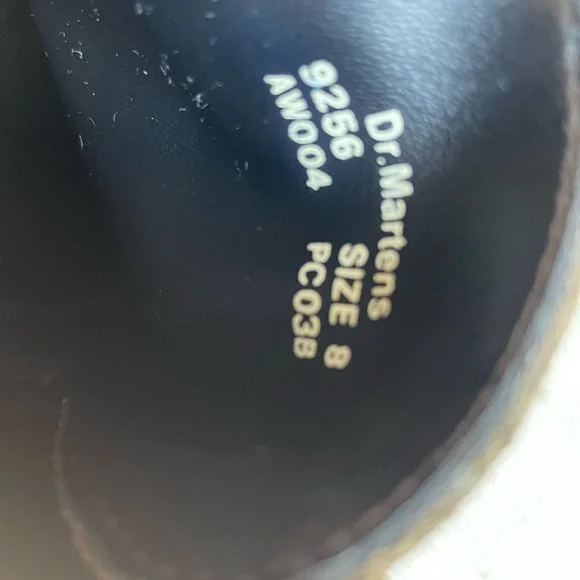 Dr.Martens
9256 SIZE 8
AW004 PC03B